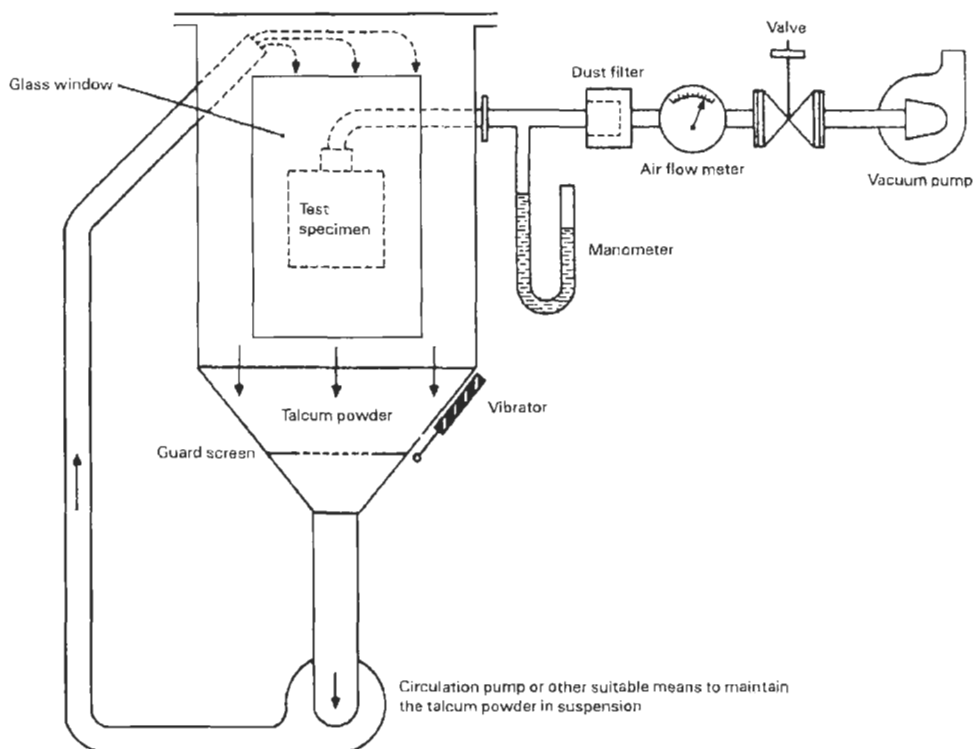 Valve
Glass window
Dust filter
Air flow meter
Vacuum pump
Test
specimen
Manometer
Talcum powder
Vibrator
Guard screen
Circulation pump or other suitable means to maintain
the talcum powder in suspension